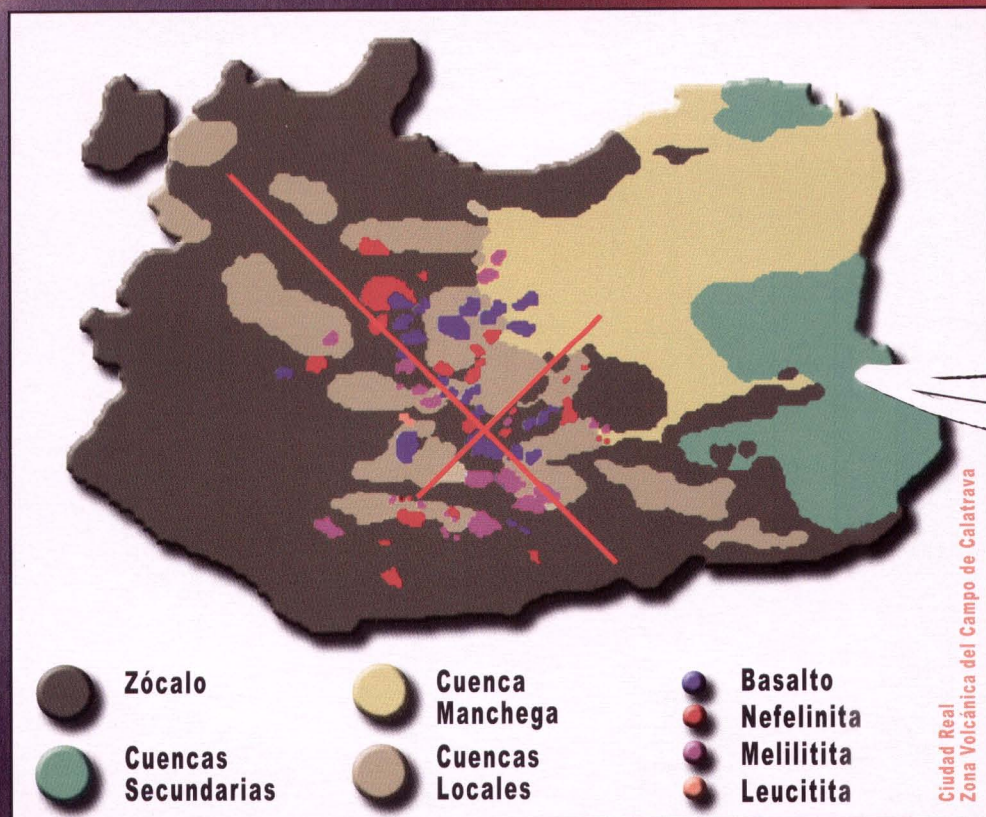 Zócalo
Cuencas
Secundarias
Cuenca
Manchega
Cuencas
Locales
Basalto
Nefelinita
Melilitita
Leucitita
Ciudad Real
Zona Volcánica del Campo de Calatrava